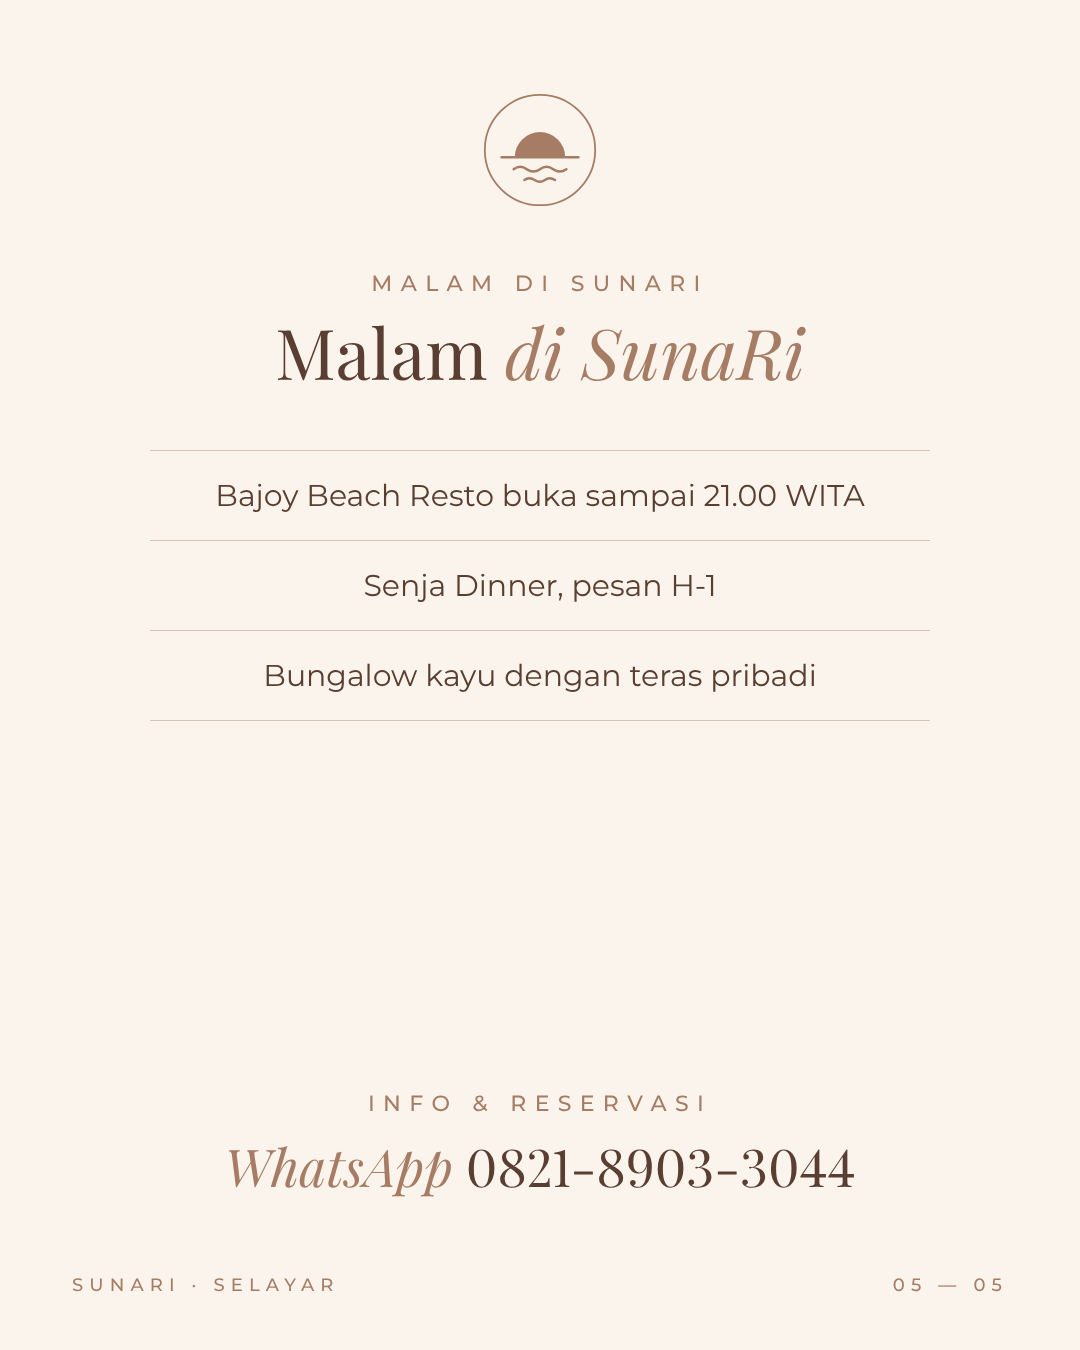 MALAM DI SUNARI
Malam di SunaRi
Bajoy Beach Resto buka sampai 21.00 WITA
Senja Dinner, pesan H-1
Bungalow kayu dengan teras pribadi
INFO & RESERVASI
WhatsApp 0821-8903-3044
SUNARI · SELAYAR
05 — 05